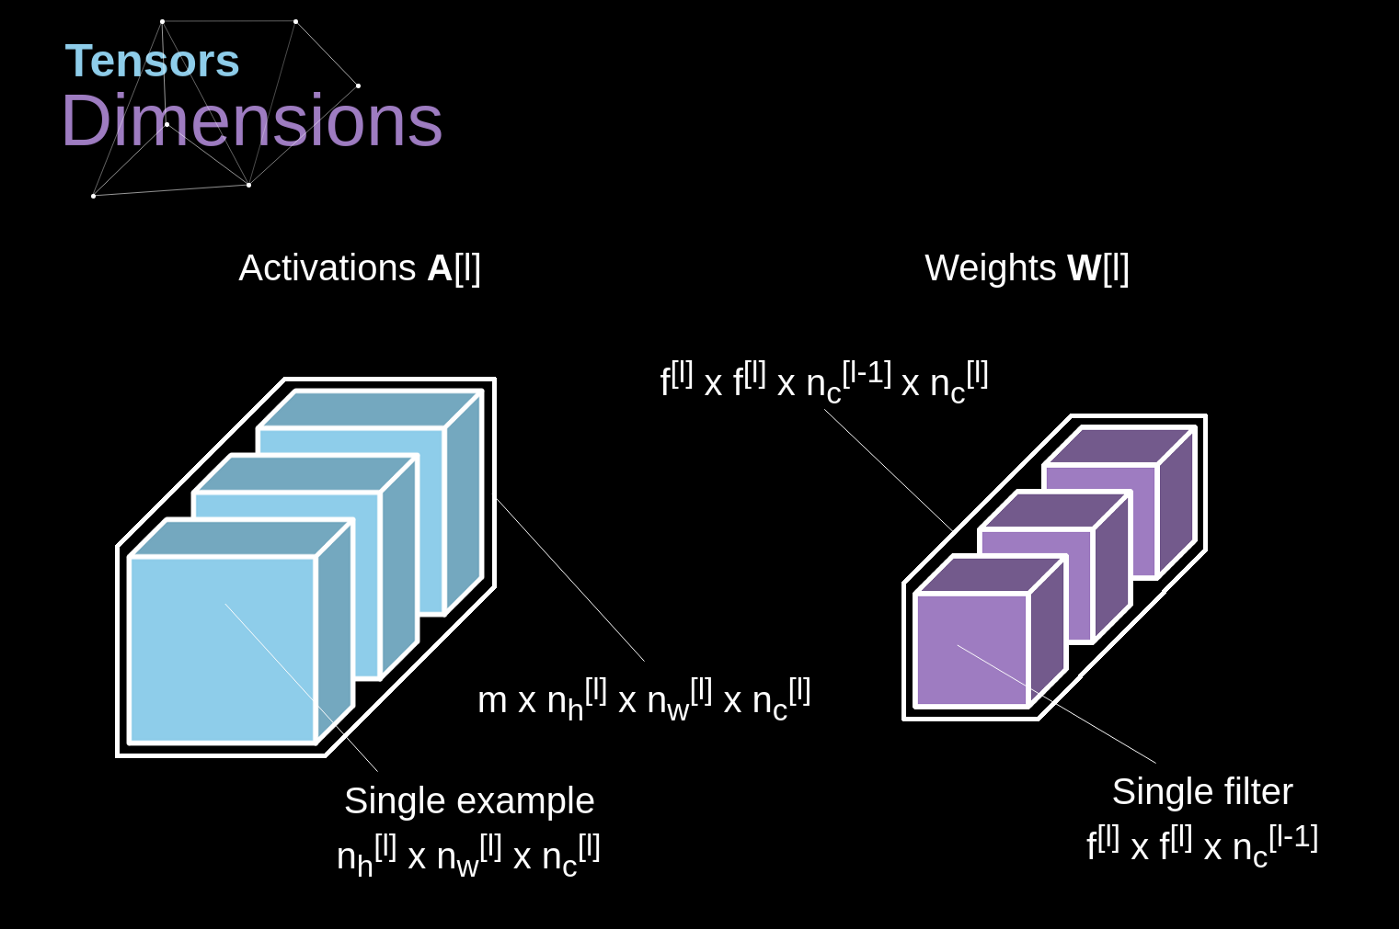 Tensors
Dimensions
Activations A[l]
Weights W[l]
f[l] x f[l] x nc[l-1] x nc[l]
m x nh[l] x nw[l] x nc[l]
Single example
nh[l] x nw[l] x nc[l]
Single filter
f[l] x f[l] x nc[l-1]